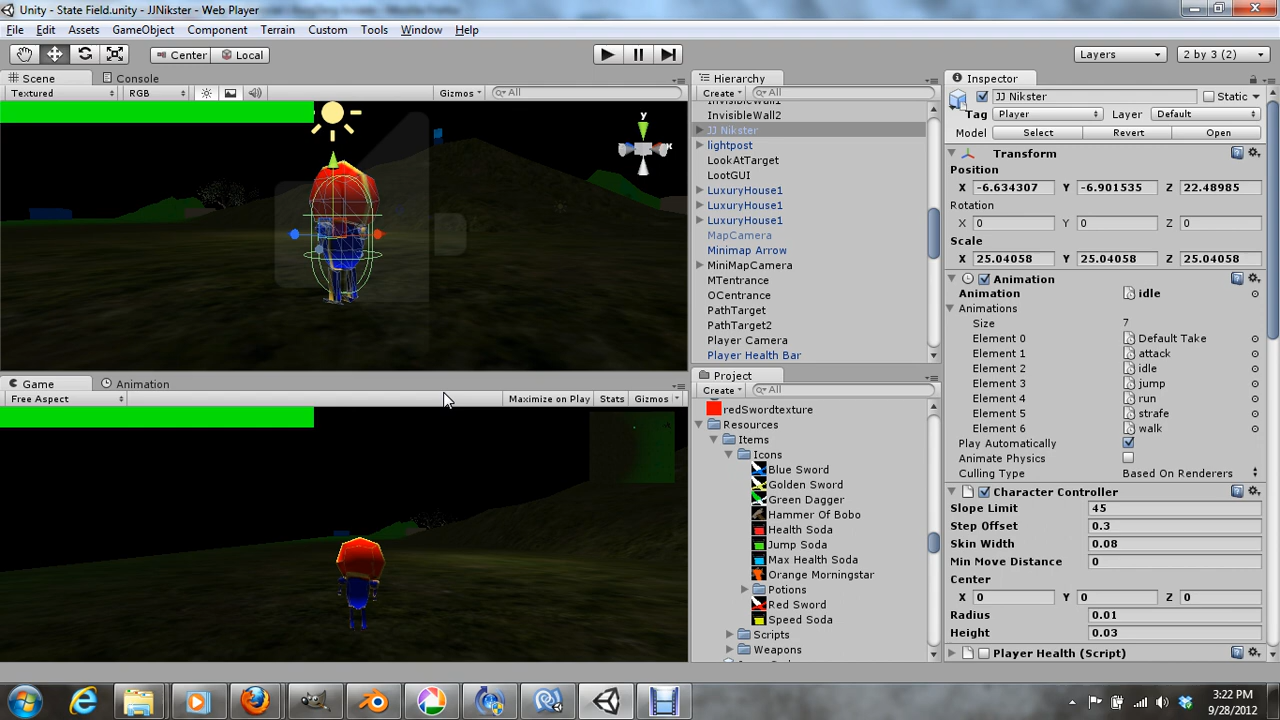 Unity - State Field.unity - JJNikster - Web Player
File Edit Assets GameObject Component Terrain Custom Tools Window Help
Center Local Layers 2 by 3 (2)
Scene Console
Textured RGB Gizmos All
y
x
Game Animation
Free Aspect Maximize on Play Stats Gizmos
Hierarchy
Create All
InvisibleWall1
InvisibleWall2
JJ Nikster
lightpost
LookAtTarget
LootGUI
LuxuryHouse1
LuxuryHouse1
LuxuryHouse1
MapCamera
Minimap Arrow
MiniMapCamera
MTentrance
OCentrance
PathTarget
PathTarget2
Player Camera
Player Health Bar
Project
Create All
redSwordtexture
Resources
Items
Icons
Blue Sword
Golden Sword
Green Dagger
Hammer Of Bobo
Health Soda
Jump Soda
Max Health Soda
Orange Morningstar
Potions
Red Sword
Speed Soda
Scripts
Weapons
Inspector
JJ Nikster Static
Tag Player Layer Default
Model Select Revert Open
Transform
Position
X -6.634307 Y -6.901535 Z 22.48985
Rotation
X 0 Y 0 Z 0
Scale
X 25.04058 Y 25.04058 Z 25.04058
Animation
Animation idle
Animations
Size 7
Element 0 Default Take
Element 1 attack
Element 2 idle
Element 3 jump
Element 4 run
Element 5 strafe
Element 6 walk
Play Automatically
Animate Physics
Culling Type Based On Renderers
Character Controller
Slope Limit 45
Step Offset 0.3
Skin Width 0.08
Min Move Distance 0
Center
X 0 Y 0 Z 0
Radius 0.01
Height 0.03
Player Health (Script)
3:22 PM
9/28/2012